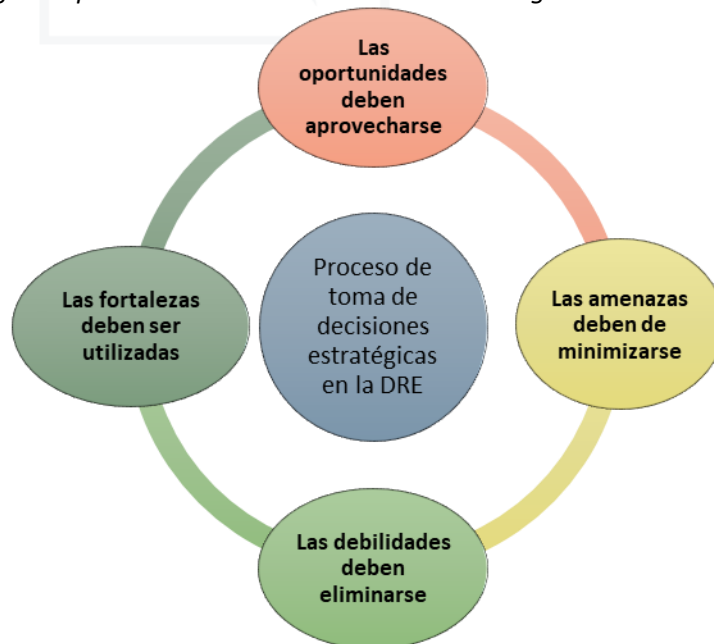 Las
oportunidades
deben
aprovecharse
Las fortalezas
deben ser
utilizadas
Proceso de
toma de
decisiones
estratégicas
en la DRE
Las amenazas
deben de
minimizarse
Las debilidades
deben
eliminarse